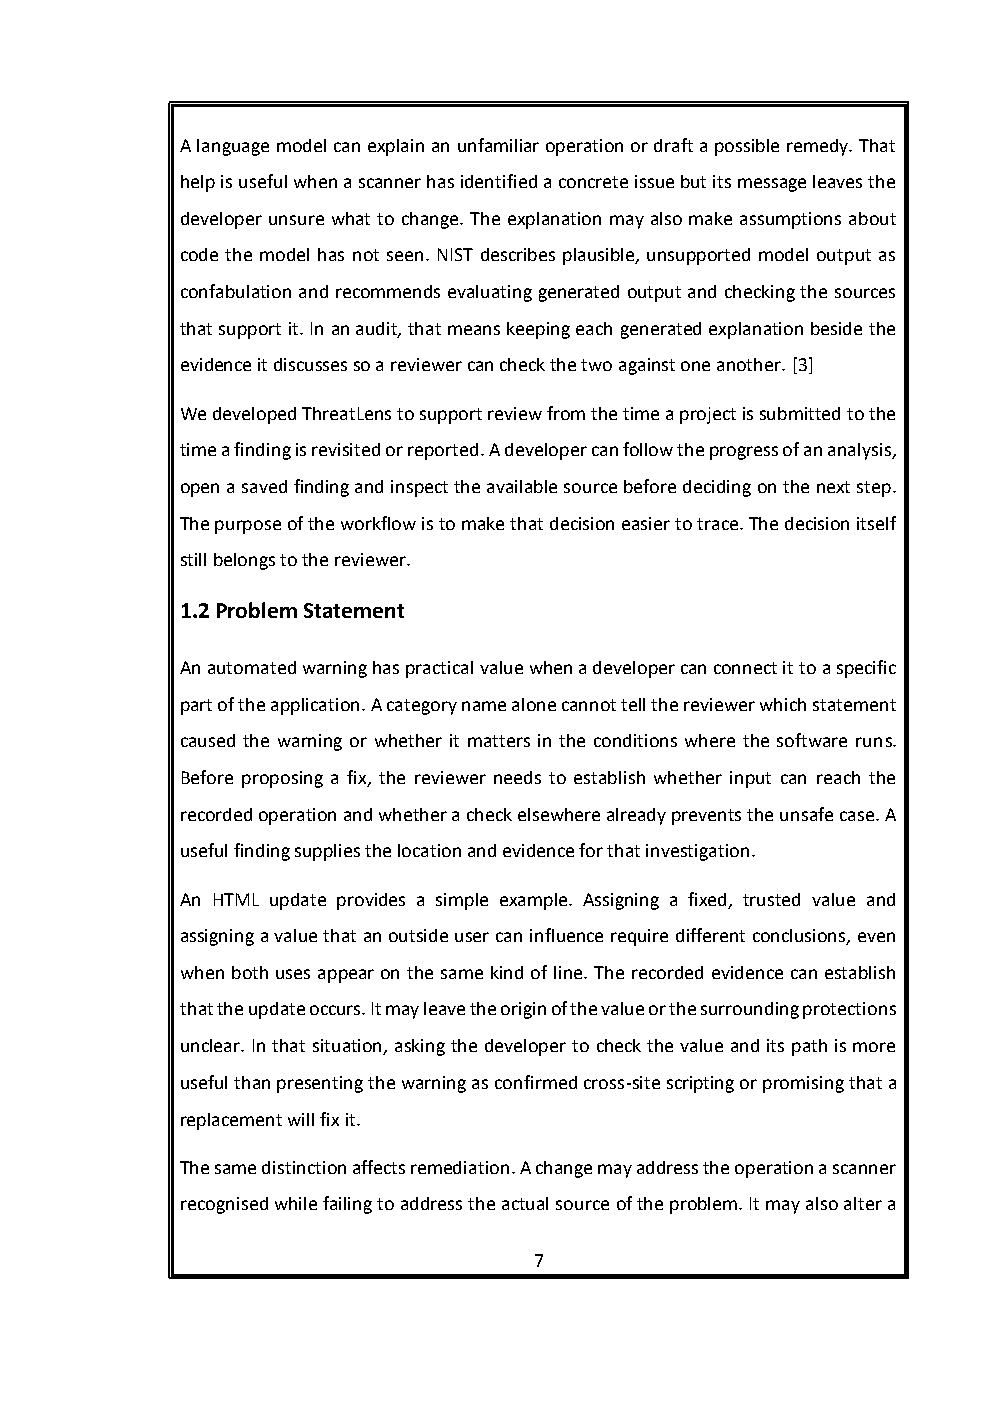 A language model can explain an unfamiliar operation or draft a possible remedy. That
help is useful when a scanner has identified a concrete issue but its message leaves the
developer unsure what to change. The explanation may also make assumptions about
code the model has not seen. NIST describes plausible, unsupported model output as
confabulation and recommends evaluating generated output and checking the sources
that support it. In an audit, that means keeping each generated explanation beside the
evidence it discusses so a reviewer can check the two against one another. [3]
We developed ThreatLens to support review from the time a project is submitted to the
time a finding is revisited or reported. A developer can follow the progress of an analysis,
open a saved finding and inspect the available source before deciding on the next step.
The purpose of the workflow is to make that decision easier to trace. The decision itself
still belongs to the reviewer.
1.2 Problem Statement
An automated warning has practical value when a developer can connect it to a specific
part of the application. A category name alone cannot tell the reviewer which statement
caused the warning or whether it matters in the conditions where the software runs.
Before proposing a fix, the reviewer needs to establish whether input can reach the
recorded operation and whether a check elsewhere already prevents the unsafe case. A
useful finding supplies the location and evidence for that investigation.
An HTML update provides a simple example. Assigning a fixed, trusted value and
assigning a value that an outside user can influence require different conclusions, even
when both uses appear on the same kind of line. The recorded evidence can establish
that the update occurs. It may leave the origin of the value or the surrounding protections
unclear. In that situation, asking the developer to check the value and its path is more
useful than presenting the warning as confirmed cross-site scripting or promising that a
replacement will fix it.
The same distinction affects remediation. A change may address the operation a scanner
recognised while failing to address the actual source of the problem. It may also alter a
7